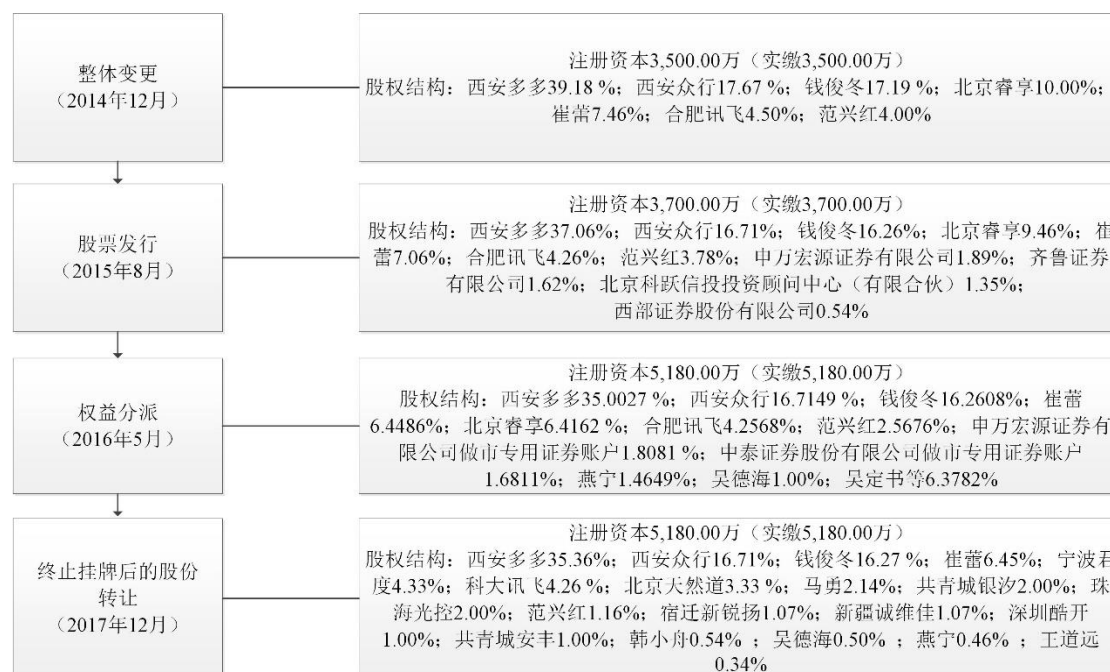 整体变更
（2014年12月）
注册资本3,500.00万（实缴3,500.00万）
股权结构：西安多多39.18 %；西安众行17.67 %；钱俊冬17.19 %；北京睿享10.00%；
崔蕾7.46%；合肥讯飞4.50%；范兴红4.00%
股票发行
（2015年8月）
注册资本3,700.00万（实缴3,700.00万）
股权结构：西安多多37.06%；西安众行16.71%；钱俊冬16.26%；北京睿享9.46%；崔
蕾7.06%；合肥讯飞4.26%；范兴红3.78%；申万宏源证券有限公司1.89%；齐鲁证券
有限公司1.62%；北京科跃信投投资顾问中心（有限合伙）1.35%；
西部证券股份有限公司0.54%
权益分派
（2016年5月）
注册资本5,180.00万（实缴5,180.00万）
股权结构：西安多多35.0027 %；西安众行16.7149 %；钱俊冬16.2608%；崔蕾
6.4486%；北京睿享6.4162 %；合肥讯飞4.2568%；范兴红2.5676%；申万宏源证券有
限公司做市专用证券账户1.8081 %；中泰证券股份有限公司做市专用证券账户
1.6811%；燕宁1.4649%；吴德海1.00%；吴定书等6.3782%
终止挂牌后的股份
转让
（2017年12月）
注册资本5,180.00万（实缴5,180.00万）
股权结构：西安多多35.36%；西安众行16.71%；钱俊冬16.27 %；崔蕾6.45%；宁波君
度4.33%；科大讯飞4.26 %；北京天然道3.33 %；马勇2.14%；共青城银汐2.00%；珠
海光控2.00%；范兴红1.16%；宿迁新锐扬1.07%；新疆诚维佳1.07%；深圳酷开
1.00%；共青城安丰1.00%；韩小舟0.54% ；吴德海0.50% ；燕宁0.46% ；王道远
0.34%